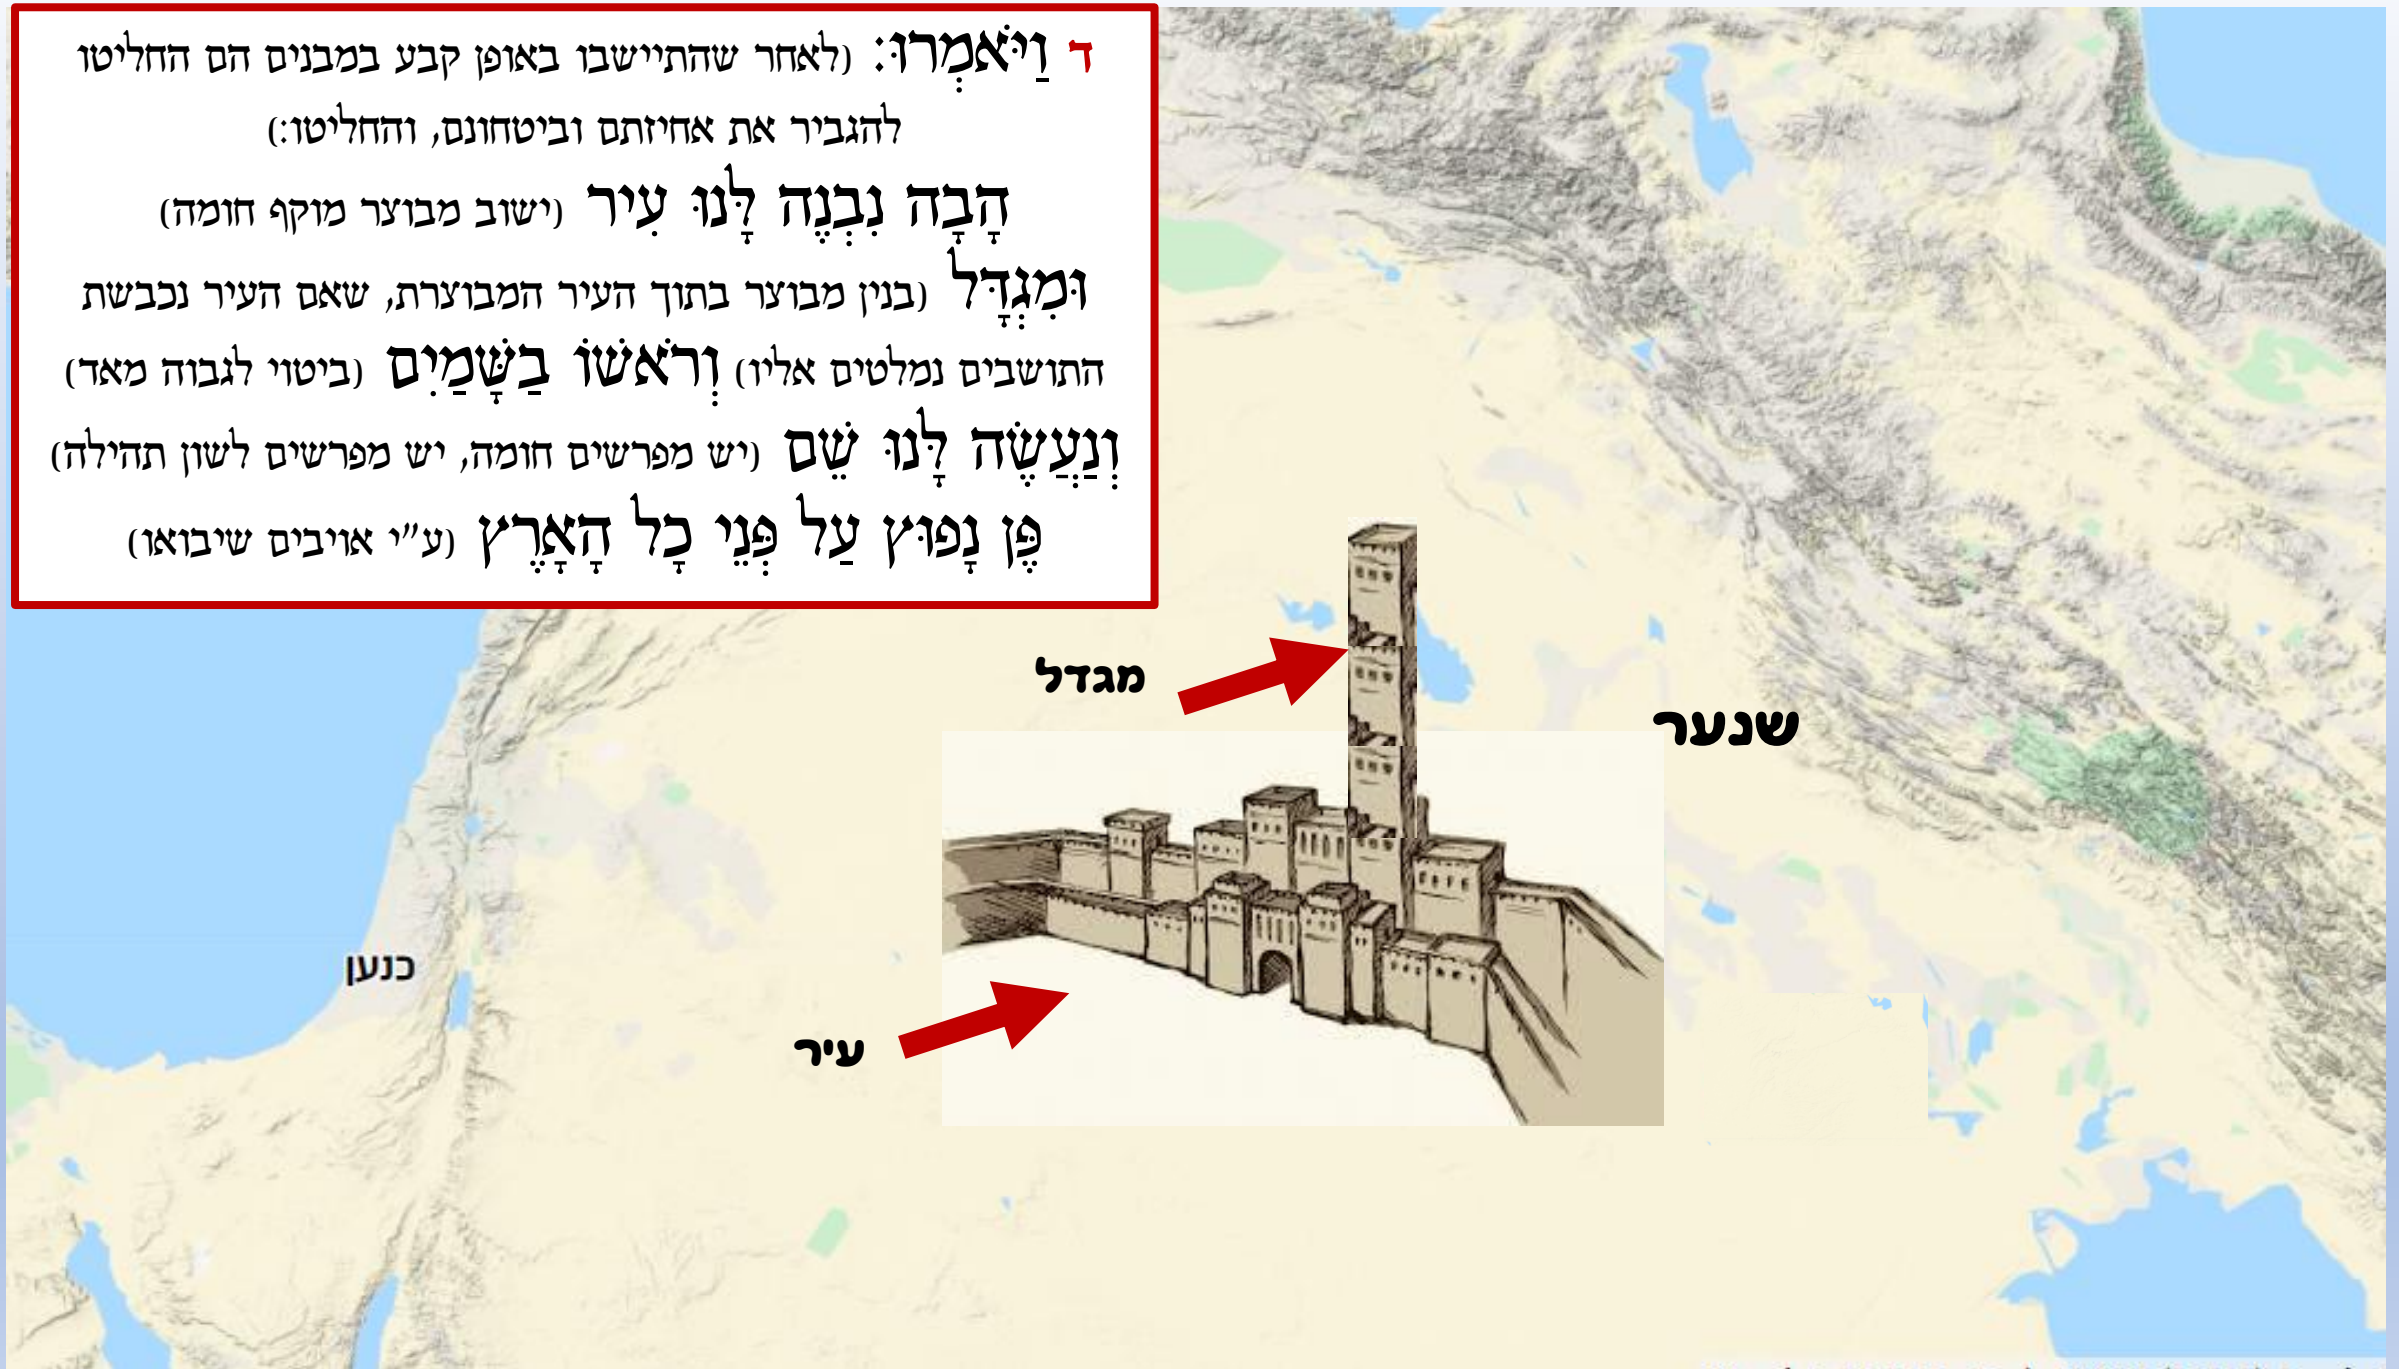 ד וַיֹּאמְרוּ: (לאחר שהתיישבו באופן קבע במבנים הם החליטו
להגביר את אחיזתם וביטחונם, והחליטו:)
הָבָה נִבְנֶה לָּנוּ עִיר (ישוב מבוצר מוקף חומה)
וּמִגְדָּל (בנין מבוצר בתוך העיר המבוצרת, שאם העיר נכבשת
התושבים נמלטים אליו) וְרֹאשׁוֹ בַשָּׁמַיִם (ביטוי לגבוה מאד)
וְנַעֲשֶׂה לָּנוּ שֵׁם (יש מפרשים חומה, יש מפרשים לשון תהילה)
פֶּן נָפוּץ עַל פְּנֵי כָל הָאָרֶץ (ע״י אויבים שיבואו)
מגדל
שנער
כנען
עיר